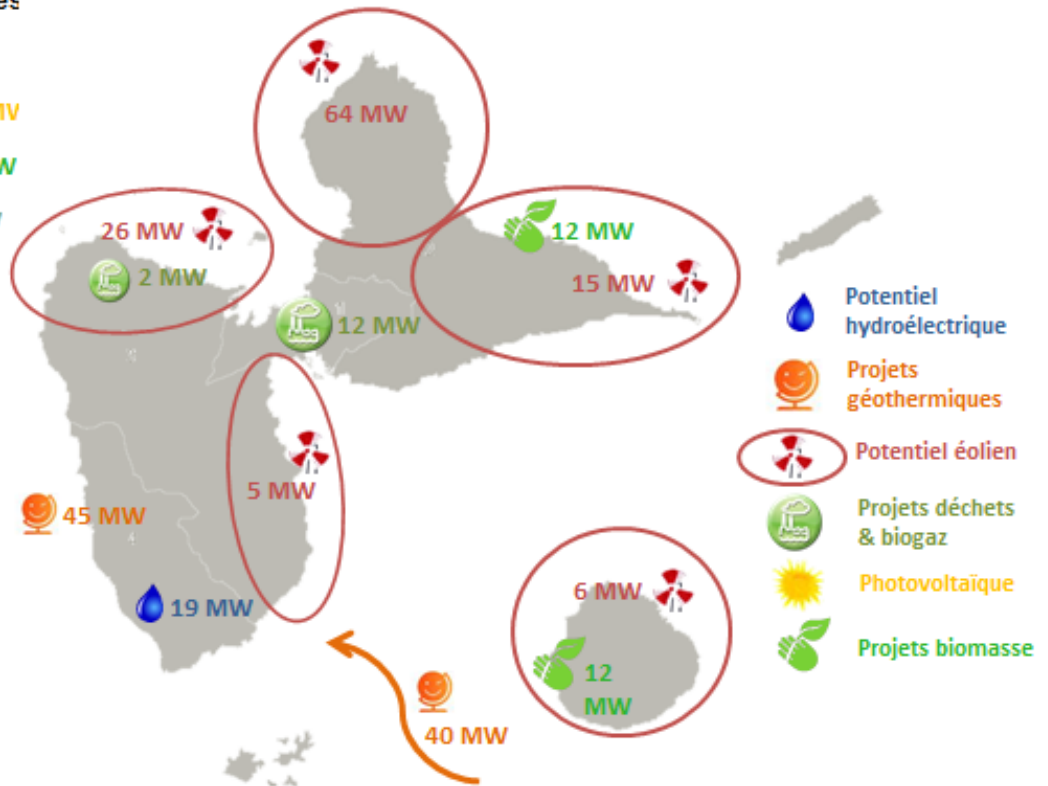 64 MW
26 MW
2 MW
12 MW
15 MW
12 MW
5 MW
45 MW
19 MW
6 MW
12
MW
40 MW
Potentiel
hydroélectrique
Projets
géothermiques
Potentiel éolien
Projets déchets
& biogaz
Photovoltaïque
Projets biomasse